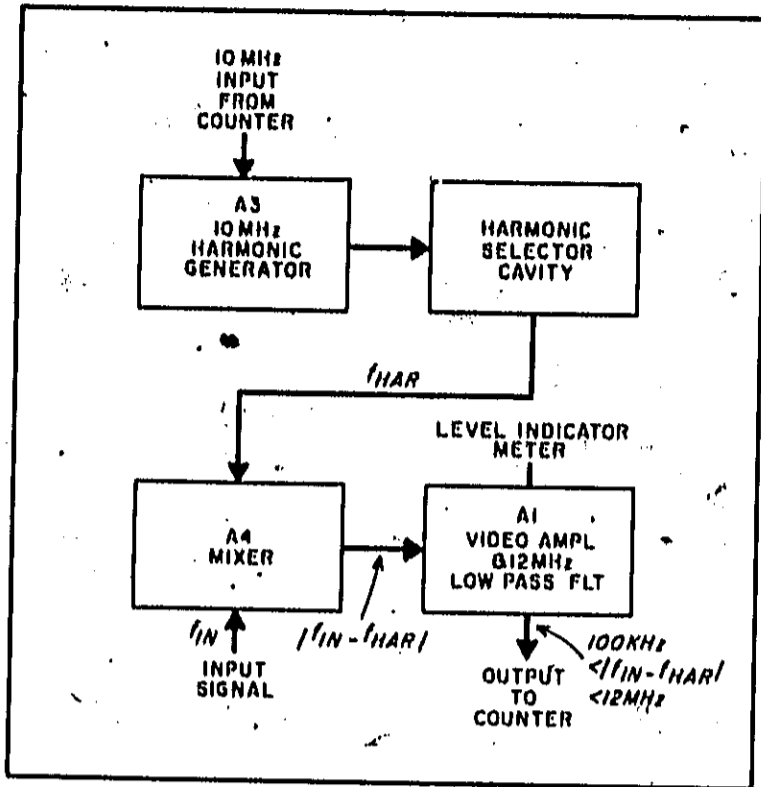 10 MHz
INPUT
FROM
COUNTER
A3
10 MHz
HARMONIC
GENERATOR
HARMONIC
SELECTOR
CAVITY
fHAR
LEVEL INDICATOR
METER
A4
MIXER
A1
VIDEO AMPL
&12MHz
LOW PASS FLT
fIN
|fIN-fHAR|
INPUT
SIGNAL
OUTPUT
TO
COUNTER
100KHz
<|fIN-fHAR|
<12MHz